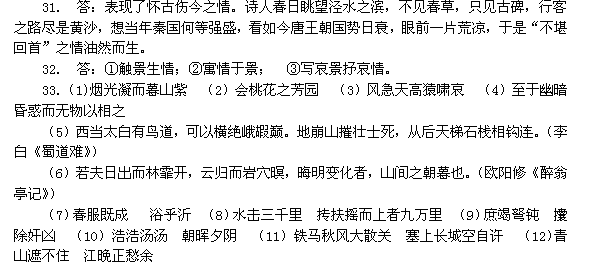 31. 答：表现了怀古伤今之情。诗人春日眺望泾水之滨，不见春草，只见古碑，行客
之路尽是黄沙，想当年秦国何等强盛，看如今唐王朝国势日衰，眼前一片荒凉，于是“不堪
回首”之情油然而生。
32. 答：①触景生情；②寓情于景； ③写哀景抒哀情。
33. (1)烟光凝而暮山紫 (2) 会桃花之芳园 (3) 风急天高猿啸哀 (4) 至于幽暗
昏惑而无物以相之
(5) 西当太白有鸟道，可以横绝峨嵋巅。地崩山摧壮士死，从后天梯石栈相钩连。(李
白《蜀道难》)
(6) 若夫日出而林霏开，云归而岩穴暝，晦明变化者，山间之朝暮也。(欧阳修《醉翁
亭记》)
(7) 春服既成 浴乎沂 (8) 水击三千里 抟扶摇而上者九万里 (9) 庶竭驽钝 攘
除奸凶 (10) 浩浩汤汤 朝晖夕阴 (11) 铁马秋风大散关 塞上长城空自许 (12) 青
山遮不住 江晚正愁余